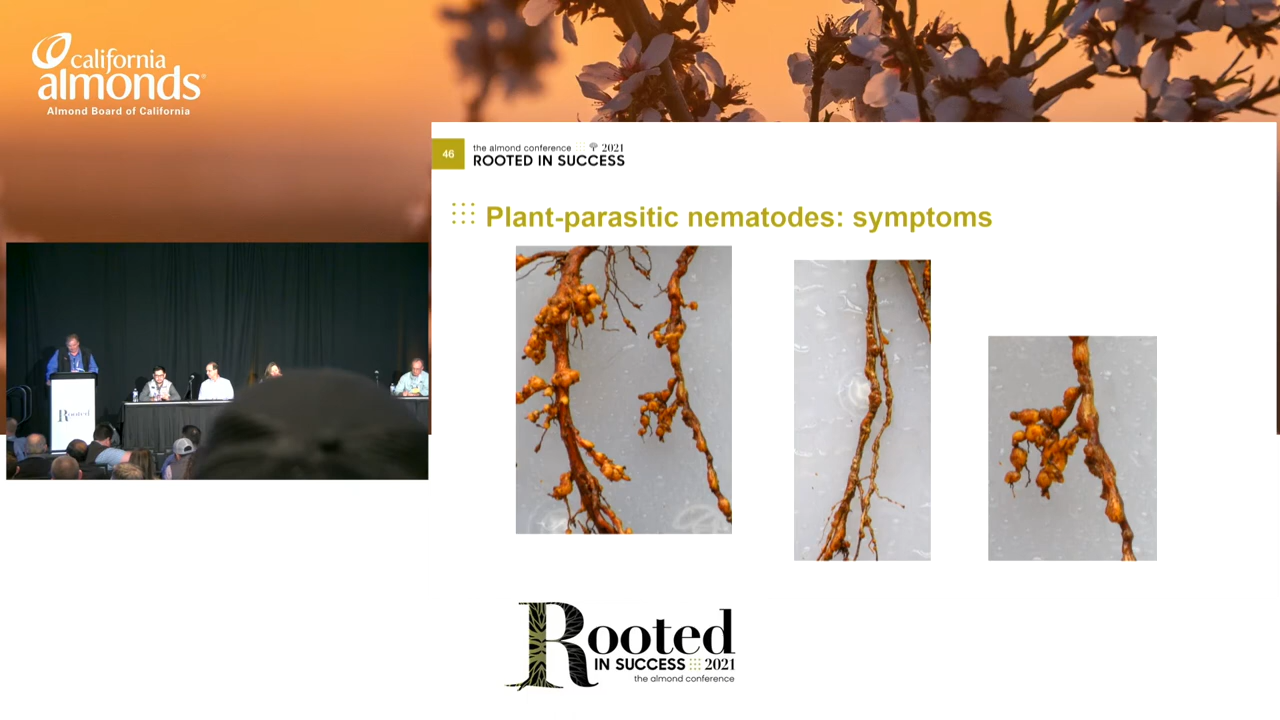 california
almonds®
Almond Board of California
46
the almond conference 2021
ROOTED IN SUCCESS
Plant-parasitic nematodes: symptoms
Rooted
Rooted
IN SUCCESS 2021
the almond conference